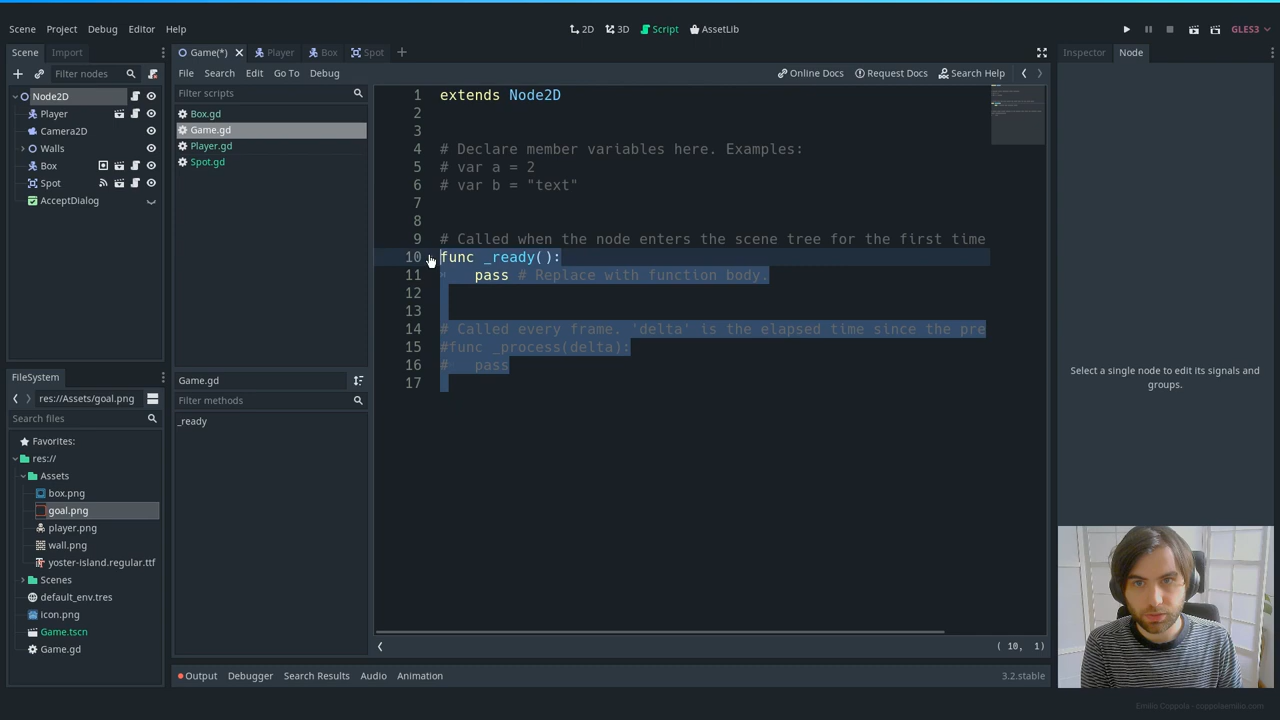 Scene Project Debug Editor Help
2D 3D Script AssetLib
GLES3
Scene Import
Game(*) Player Box Spot
Inspector Node
Filter nodes
File Search Edit Go To Debug
Online Docs Request Docs Search Help
Node2D
Player
Camera2D
Walls
Box
Spot
AcceptDialog
Filter scripts
Box.gd
Game.gd
Player.gd
Spot.gd
1 extends Node2D
2
3
4 # Declare member variables here. Examples:
5 # var a = 2
6 # var b = "text"
7
8
9 # Called when the node enters the scene tree for the first time
10 func _ready():
11 pass # Replace with function body.
12
13
14 # Called every frame. 'delta' is the elapsed time since the pre
15 #func _process(delta):
16 # pass
17
Select a single node to edit its signals and
groups.
FileSystem
res://Assets/goal.png
Search files
Favorites:
res://
Assets
box.png
goal.png
player.png
wall.png
yoster-island.regular.ttf
Scenes
default_env.tres
icon.png
Game.tscn
Game.gd
Game.gd
Filter methods
_ready
( 10, 1)
Output Debugger Search Results Audio Animation
3.2.stable
Emilio Coppola - coppolaemilio.com